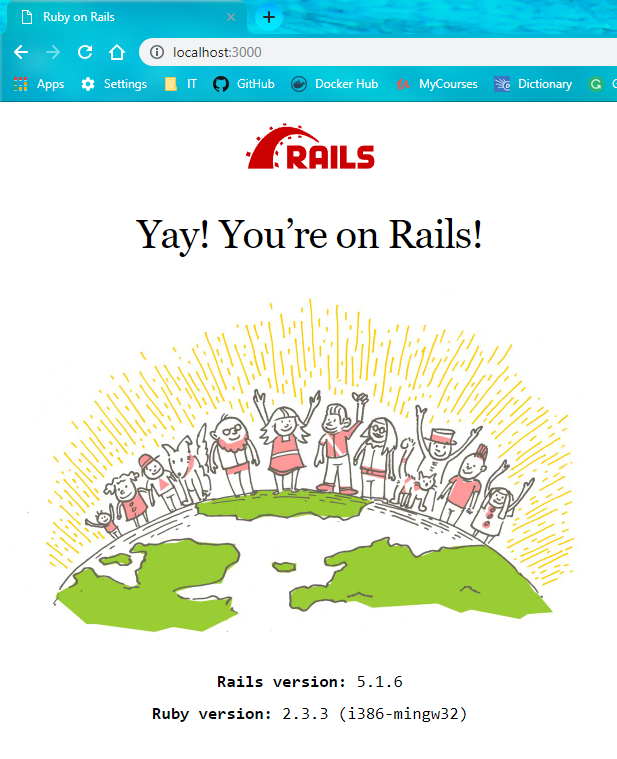 Ruby on Rails
localhost:3000
Apps Settings IT GitHub Docker Hub MyCourses Dictionary
RAILS
Yay! You’re on Rails!
Rails version: 5.1.6
Ruby version: 2.3.3 (i386-mingw32)